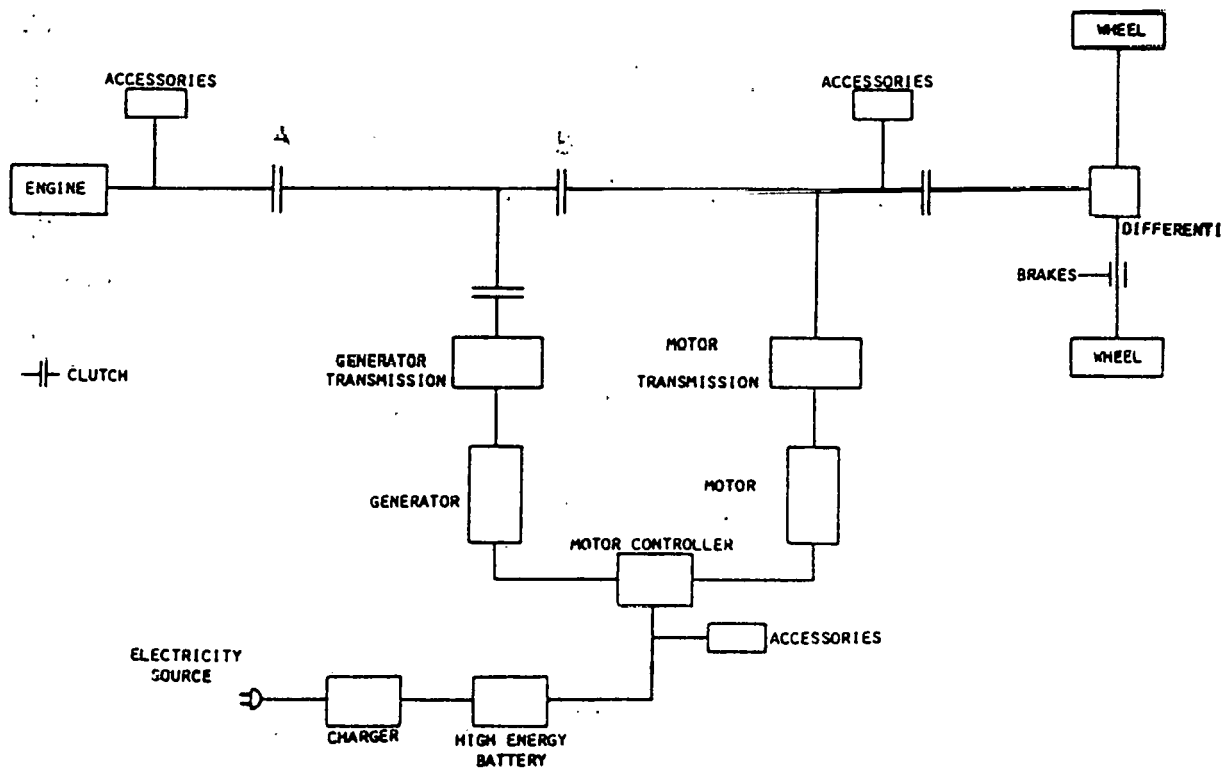 WHEEL
ACCESSORIES
ACCESSORIES
ENGINE
DIFFERENTI
BRAKES
GENERATOR
TRANSMISSION
MOTOR
TRANSMISSION
WHEEL
CLUTCH
GENERATOR
MOTOR
MOTOR CONTROLLER
ACCESSORIES
ELECTRICITY
SOURCE
CHARGER
HIGH ENERGY
BATTERY